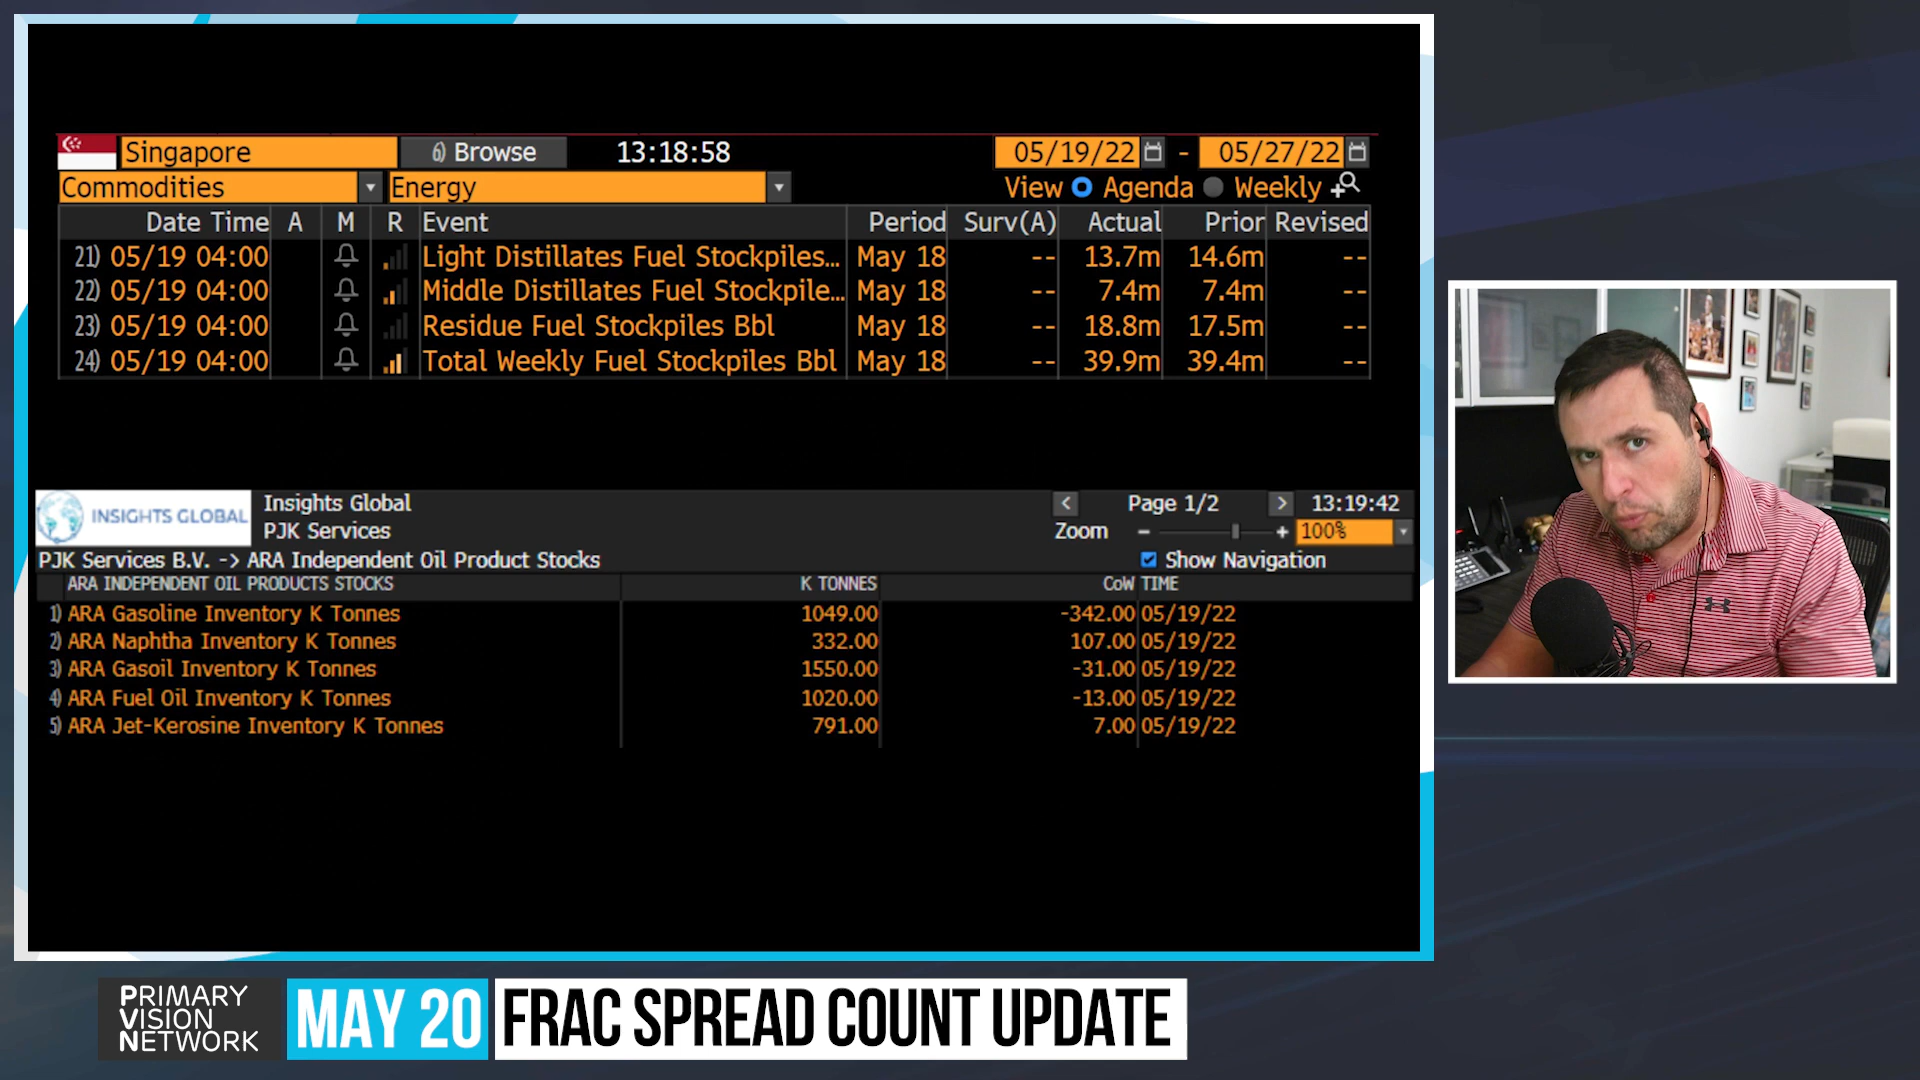 Singapore 6) Browse 13:18:58 05/19/22 - 05/27/22
Commodities Energy View Agenda Weekly
Date Time A M R Event Period Surv(A) Actual Prior Revised
21) 05/19 04:00 Light Distillates Fuel Stockpiles... May 18 -- 13.7m 14.6m --
22) 05/19 04:00 Middle Distillates Fuel Stockpile... May 18 -- 7.4m 7.4m --
23) 05/19 04:00 Residue Fuel Stockpiles Bbl May 18 -- 18.8m 17.5m --
24) 05/19 04:00 Total Weekly Fuel Stockpiles Bbl May 18 -- 39.9m 39.4m --
INSIGHTS GLOBAL
Insights Global < Page 1/2 > 13:19:42
PJK Services Zoom - + 100%
PJK Services B.V. -> ARA Independent Oil Product Stocks Show Navigation
ARA INDEPENDENT OIL PRODUCTS STOCKS K TONNES CoW TIME
1) ARA Gasoline Inventory K Tonnes 1049.00 -342.00 05/19/22
2) ARA Naphtha Inventory K Tonnes 332.00 107.00 05/19/22
3) ARA Gasoil Inventory K Tonnes 1550.00 -31.00 05/19/22
4) ARA Fuel Oil Inventory K Tonnes 1020.00 -13.00 05/19/22
5) ARA Jet-Kerosine Inventory K Tonnes 791.00 7.00 05/19/22
PRIMARY
VISION
NETWORK
MAY 20 FRAC SPREAD COUNT UPDATE